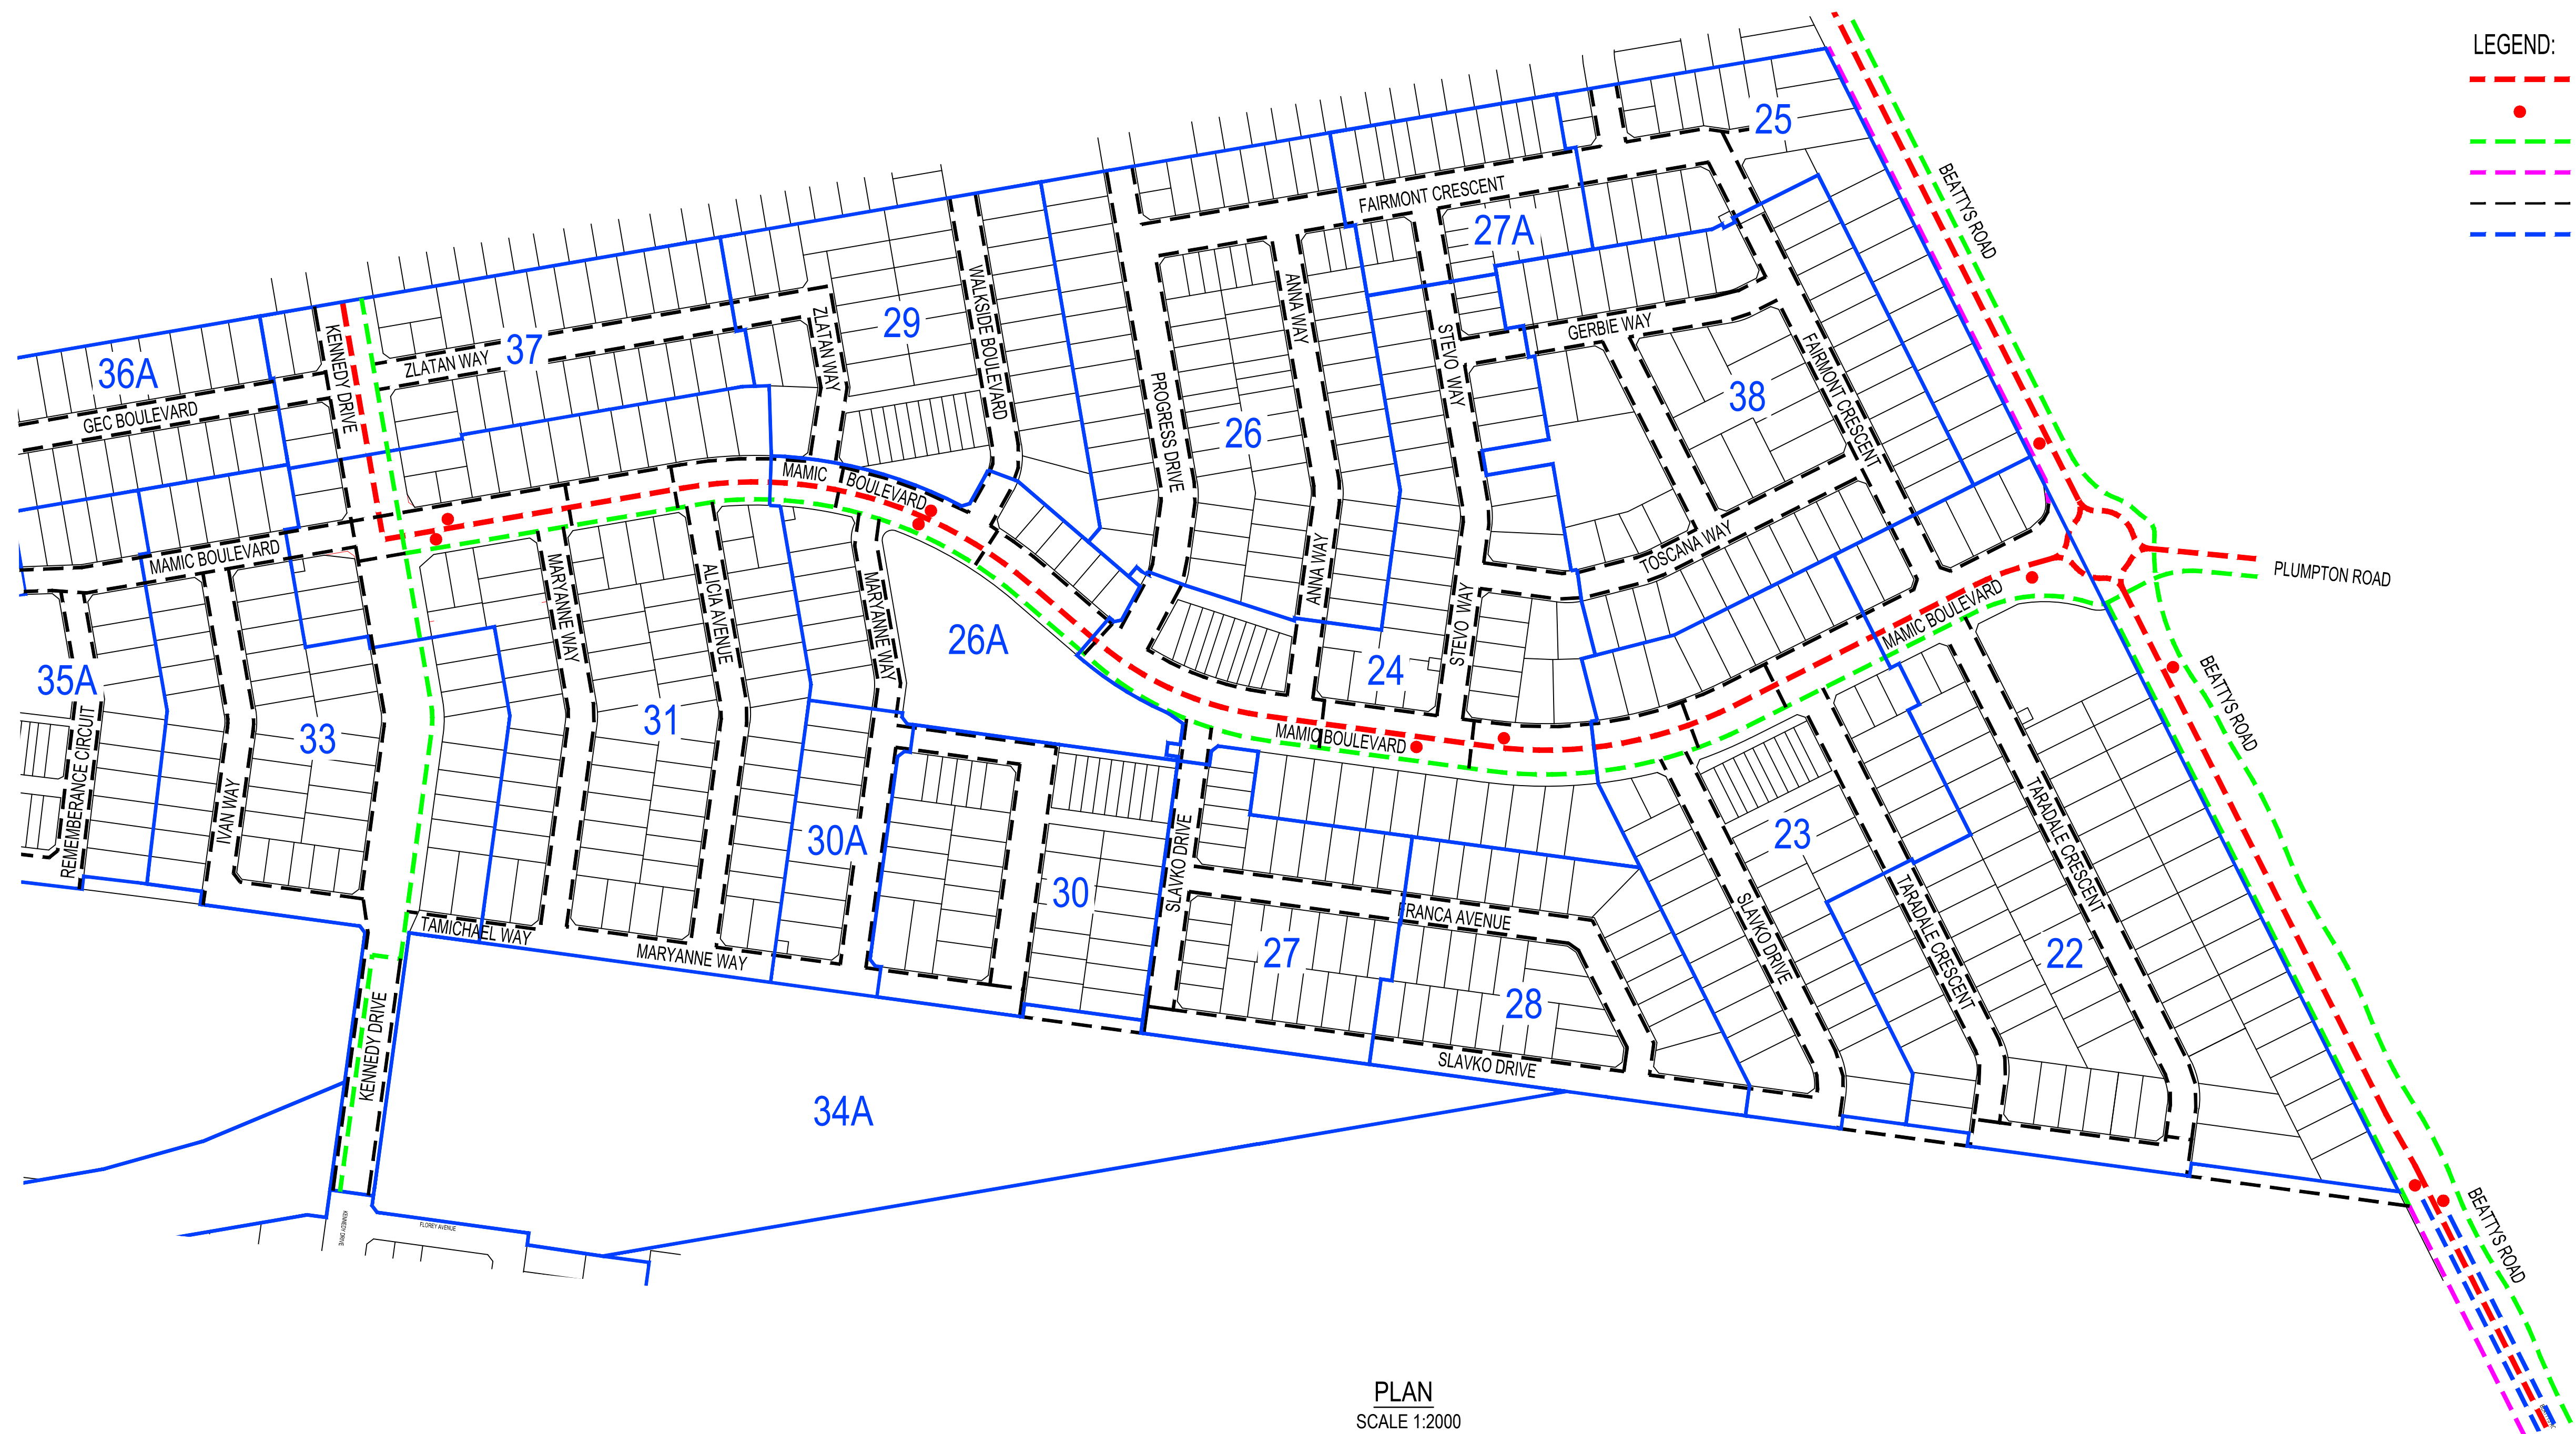 LEGEND:
25
BEATTYS ROAD
FAIRMONT CRESCENT
27A
WALKSIDE BOULEVARD
ANNA WAY
29
ZLATAN WAY
GERBIE WAY
STEVO WAY
37
KENNEDY DRIVE
ZLATAN WAY
36A
38
FAIRMONT CRESCENT
GEC BOULEVARD
PROGRESS DRIVE
26
MAMIC BOULEVARD
TOSCANA WAY
MAMIC BOULEVARD
ANNA WAY
PLUMPTON ROAD
MARYANNE WAY
ALICIA AVENUE
MARYANNE WAY
MAMIC BOULEVARD
STEVO WAY
26A
24
35A
BEATTYS ROAD
31
33
MAMIC BOULEVARD
REMEMBERANCE CIRCUIT
IVAN WAY
30A
23
TARADALE CRESCENT
SLAVKO DRIVE
30
FRANCA AVENUE
TAMICHAEL WAY
MARYANNE WAY
27
SLAVKO DRIVE
TARADALE CRESCENT
22
28
KENNEDY DRIVE
SLAVKO DRIVE
34A
KENNEDY DRIVE
FLOREY AVENUE
BEATTYS ROAD
PLAN
SCALE 1:2000